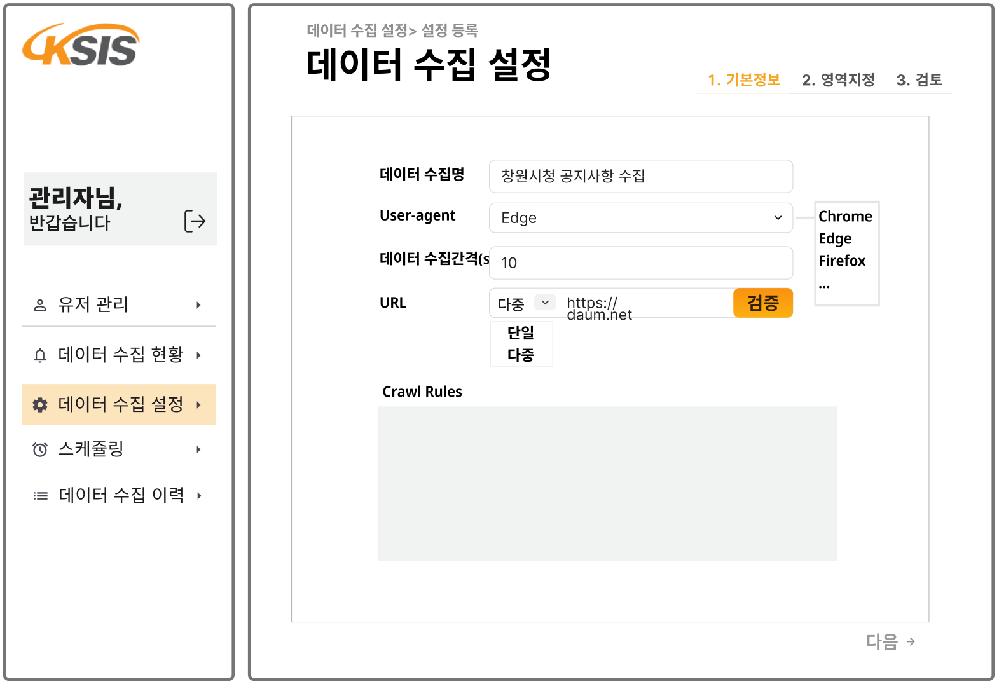 KSIS
관리자님,
반갑습니다
유저 관리
데이터 수집 현황
데이터 수집 설정
스케쥴링
데이터 수집 이력
데이터 수집 설정> 설정 등록
데이터 수집 설정
1. 기본정보 2. 영역지정 3. 검토
데이터 수집명 창원시청 공지사항 수집
User-agent Edge
Chrome
Edge
Firefox
...
데이터 수집간격(s 10
URL 다중 https://
daum.net
검증
단일
다중
Crawl Rules
다음 →